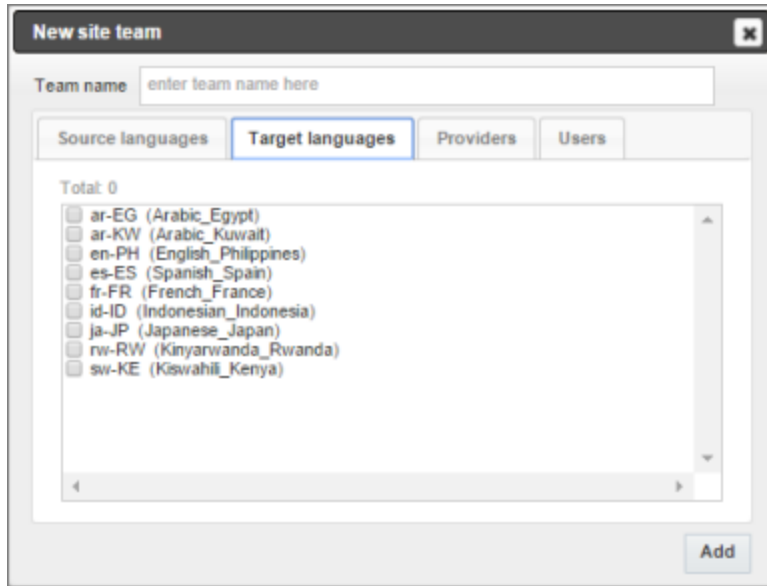 New site team
Team name enter team name here
Source languages Target languages Providers Users
Total: 0
ar-EG (Arabic_Egypt)
ar-KW (Arabic_Kuwait)
en-PH (English_Philippines)
es-ES (Spanish_Spain)
fr-FR (French_France)
id-ID (Indonesian_Indonesia)
ja-JP (Japanese_Japan)
rw-RW (Kinyarwanda_Rwanda)
sw-KE (Kiswahili_Kenya)
Add